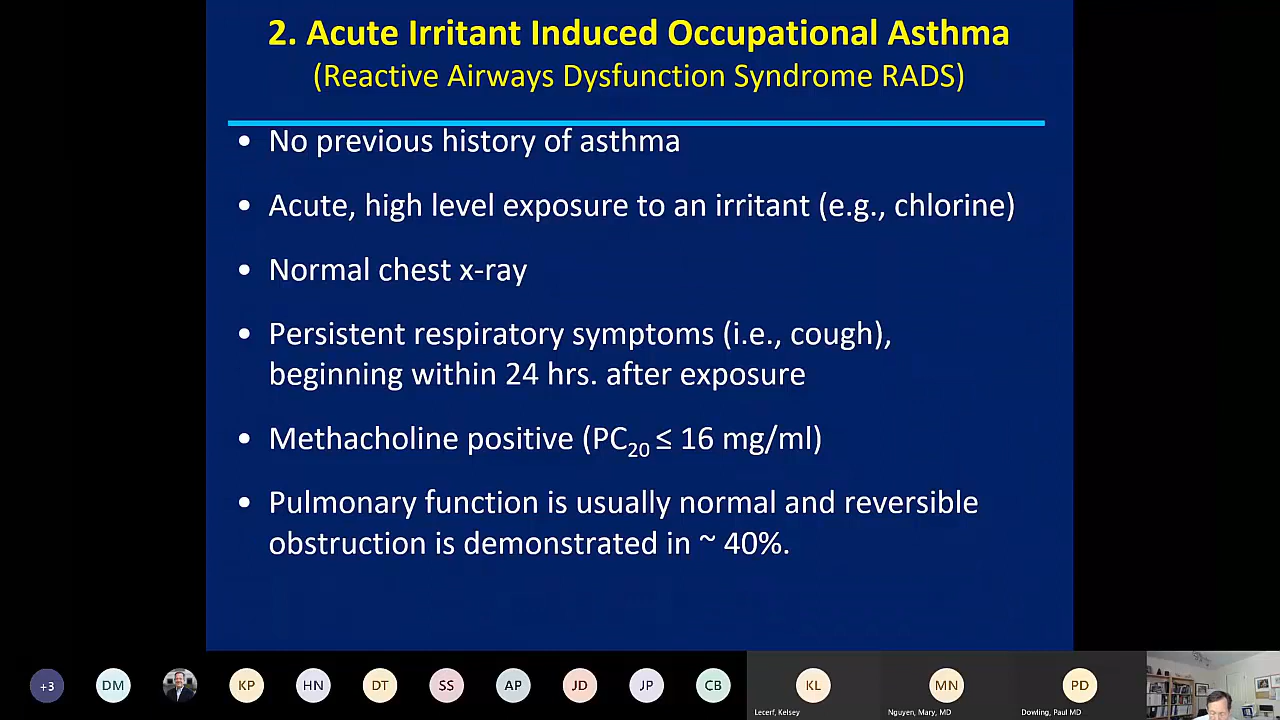 2. Acute Irritant Induced Occupational Asthma
(Reactive Airways Dysfunction Syndrome RADS)
• No previous history of asthma
• Acute, high level exposure to an irritant (e.g., chlorine)
• Normal chest x-ray
• Persistent respiratory symptoms (i.e., cough),
beginning within 24 hrs. after exposure
• Methacholine positive (PC20 ≤ 16 mg/ml)
• Pulmonary function is usually normal and reversible
obstruction is demonstrated in ~ 40%.
+3 DM KP HN DT SS AP JD JP CB KL MN PD
Lecerf, Kelsey Nguyen, Mary, MD Dowling, Paul MD